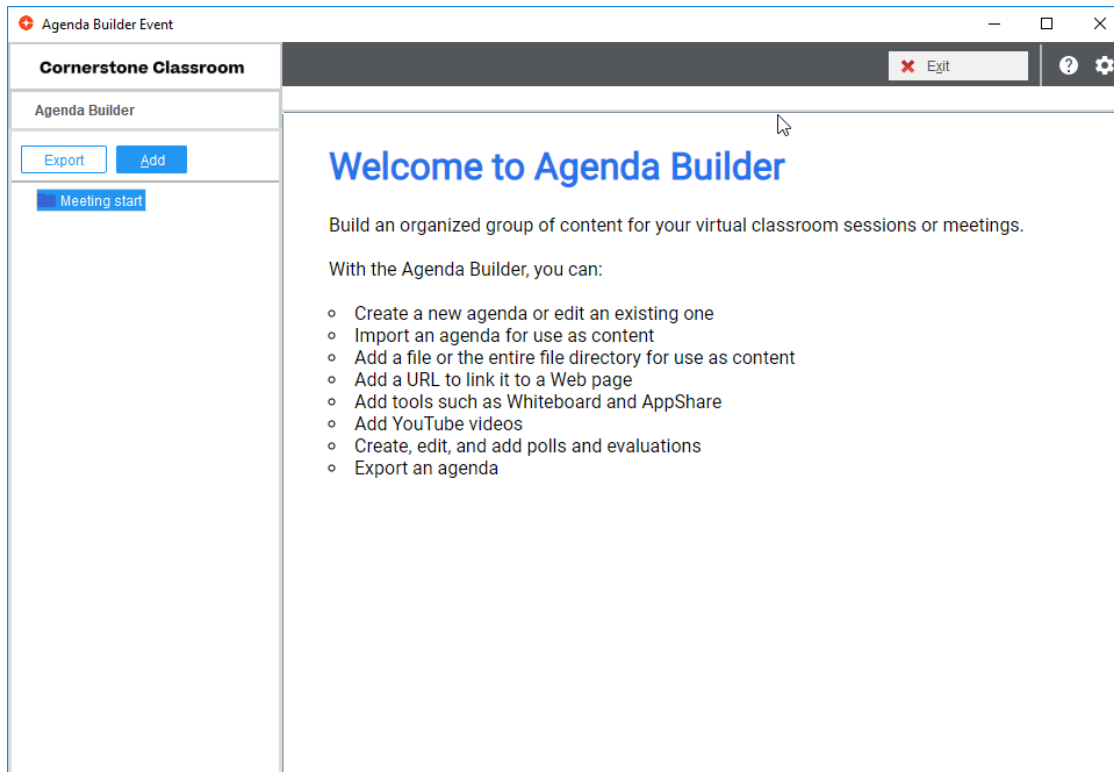 Agenda Builder Event
Cornerstone Classroom
Exit
Agenda Builder
Export
Add
Meeting start
Welcome to Agenda Builder
Build an organized group of content for your virtual classroom sessions or meetings.
With the Agenda Builder, you can:
Create a new agenda or edit an existing one
Import an agenda for use as content
Add a file or the entire file directory for use as content
Add a URL to link it to a Web page
Add tools such as Whiteboard and AppShare
Add YouTube videos
Create, edit, and add polls and evaluations
Export an agenda